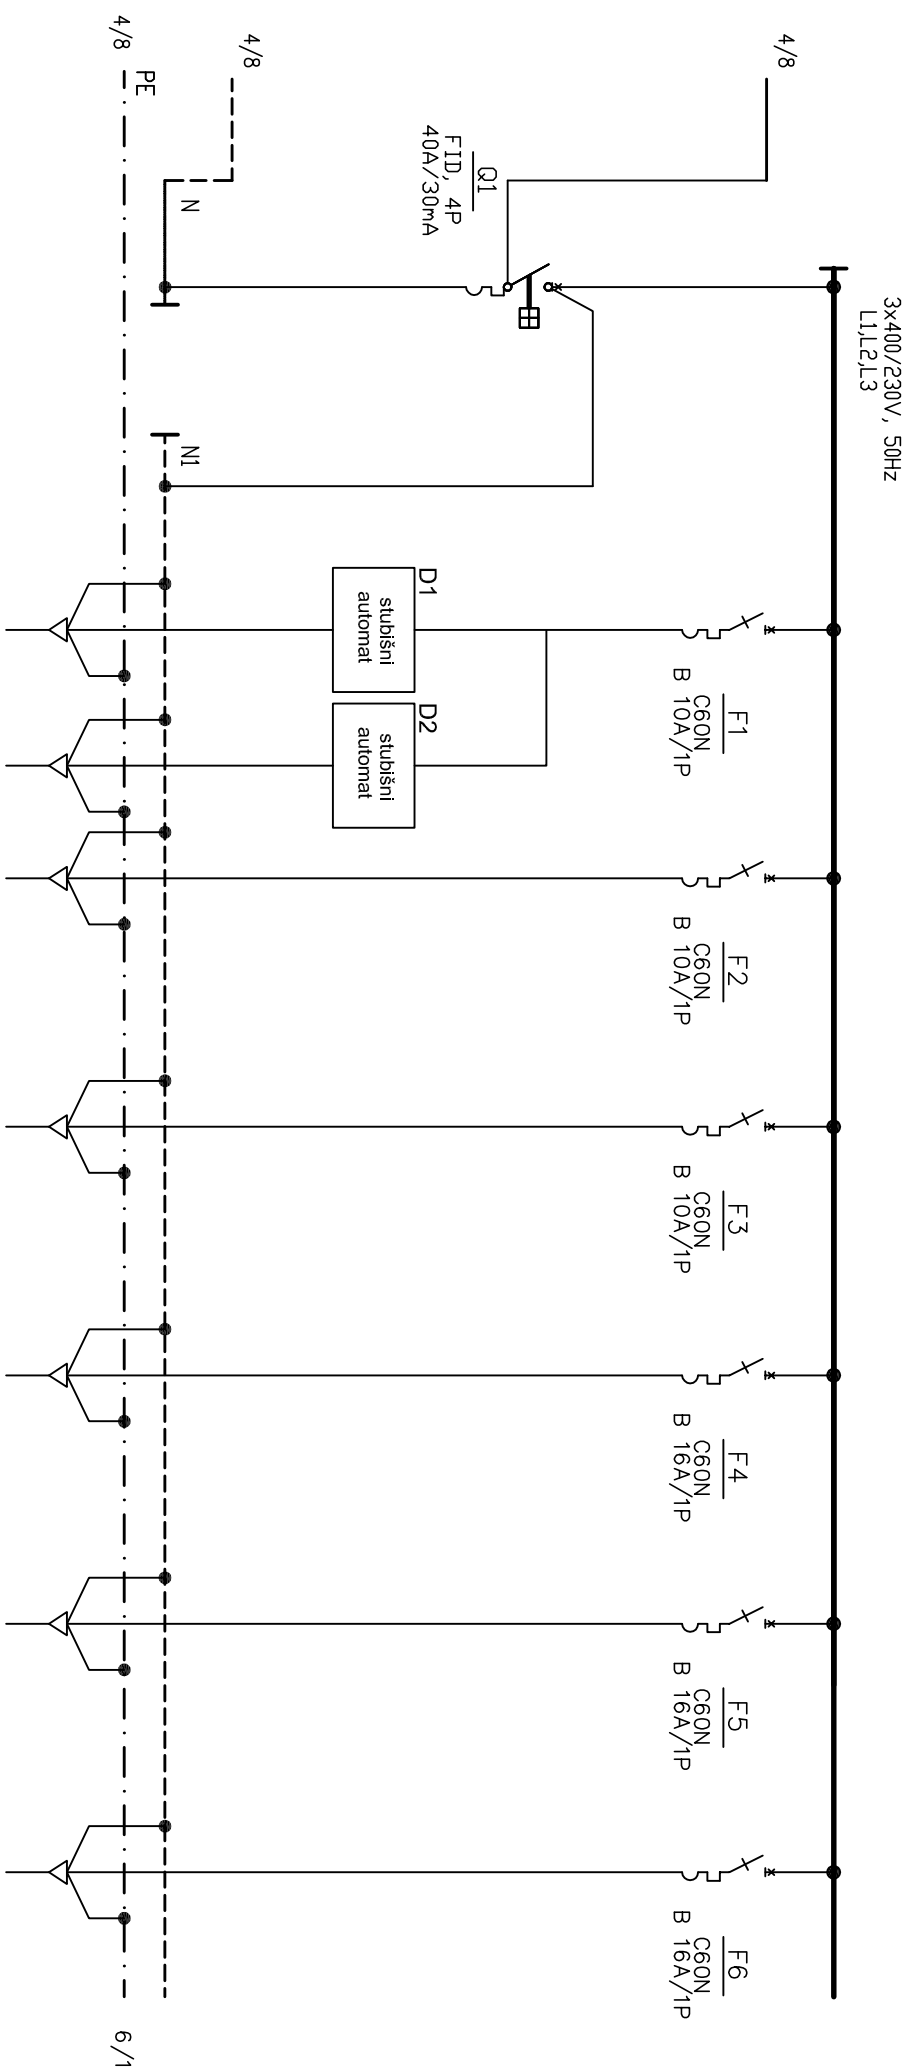 3x400/230V, 50Hz
L1,L2,L3
4/8
4/8
4/8
PE
N
Q1
FID, 4P
40A/30mA
N1
D1
stubišni
automat
D2
stubišni
automat
F1
C60N
B 10A/1P
F2
C60N
B 10A/1P
F3
C60N
B 10A/1P
F4
C60N
B 16A/1P
F5
C60N
B 16A/1P
F6
C60N
B 16A/1P
6/1